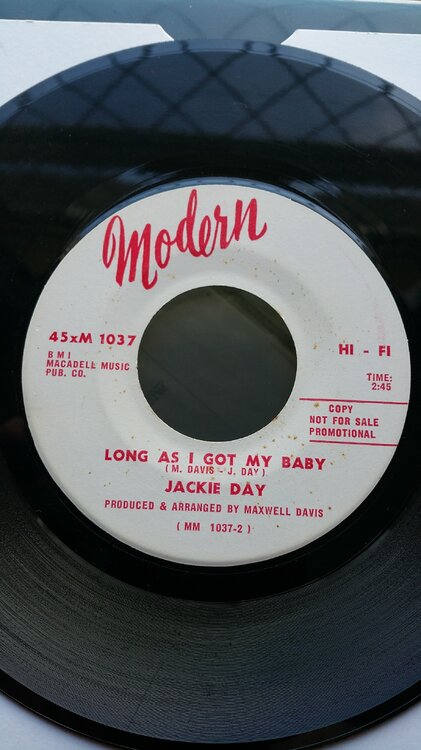 Modern
45xM 1037
BMI
MACADELL MUSIC
PUB. CO.
HI - FI
TIME:
2:45
COPY
NOT FOR SALE
PROMOTIONAL
LONG AS I GOT MY BABY
(M. DAVIS - J. DAY)
JACKIE DAY
PRODUCED & ARRANGED BY MAXWELL DAVIS
(MM 1037-2)